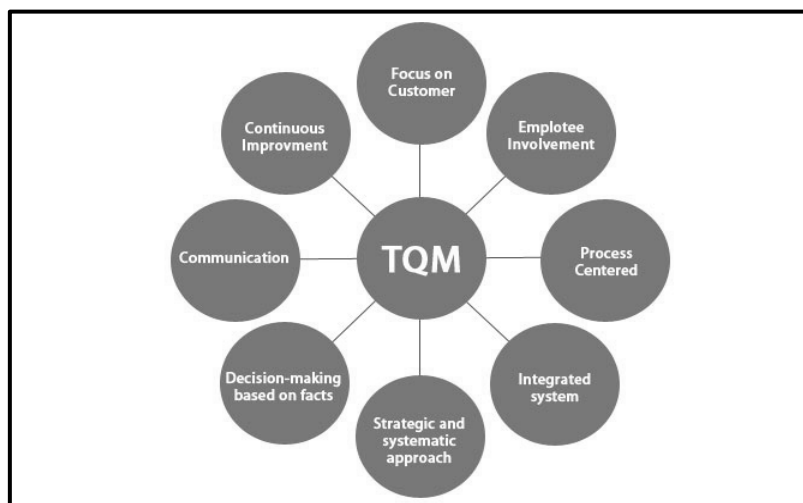 Focus on
Customer
Emplotee
Involvement
Process
Centered
Integrated
system
Strategic and
systematic
approach
Decision-making
based on facts
Communication
Continuous
Improvment
TQM